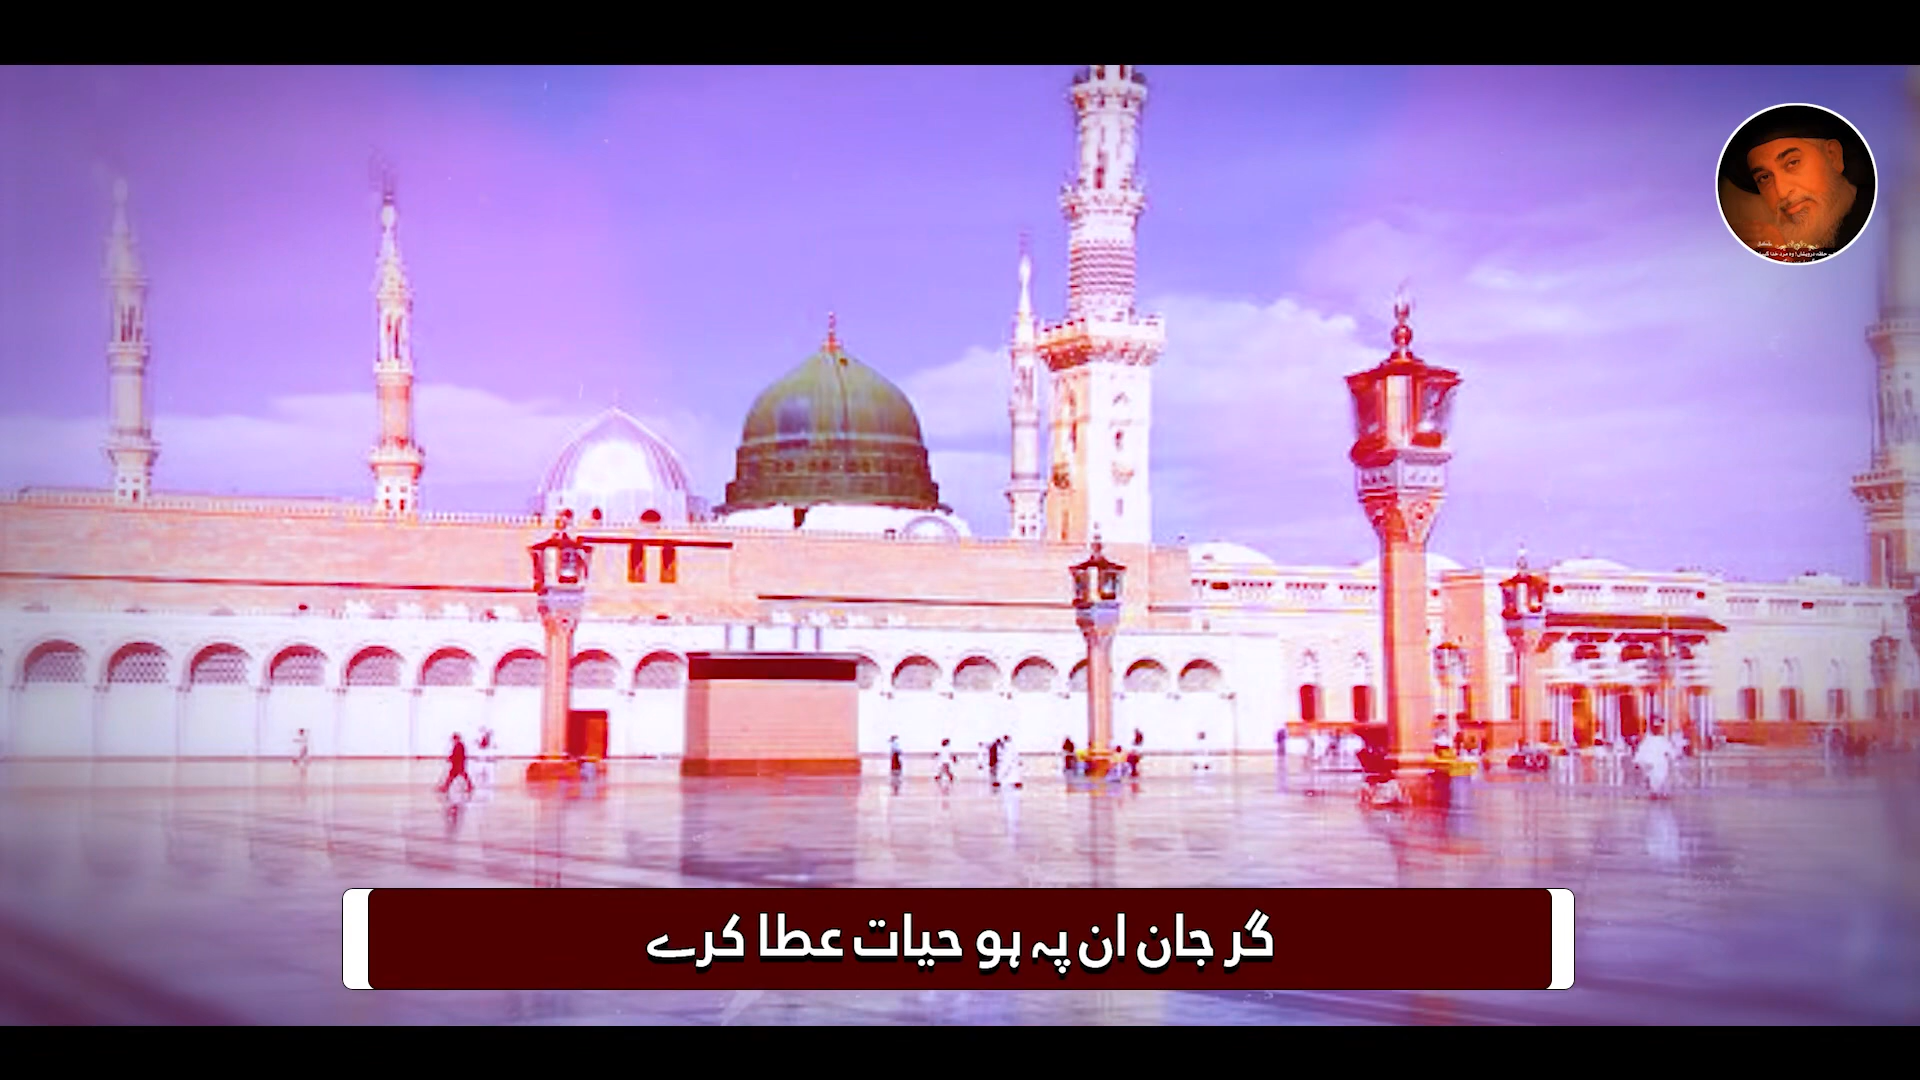 گر جان ان پہ ہو حیات عطا کرے